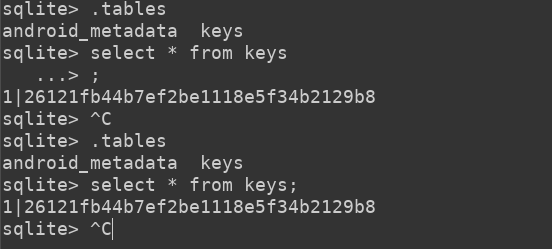 sqlite> .tables
android_metadata  keys
sqlite> select * from keys
   ...> ;
1|26121fb44b7ef2be1118e5f34b2129b8
sqlite> ^C
sqlite> .tables
android_metadata  keys
sqlite> select * from keys;
1|26121fb44b7ef2be1118e5f34b2129b8
sqlite> ^C